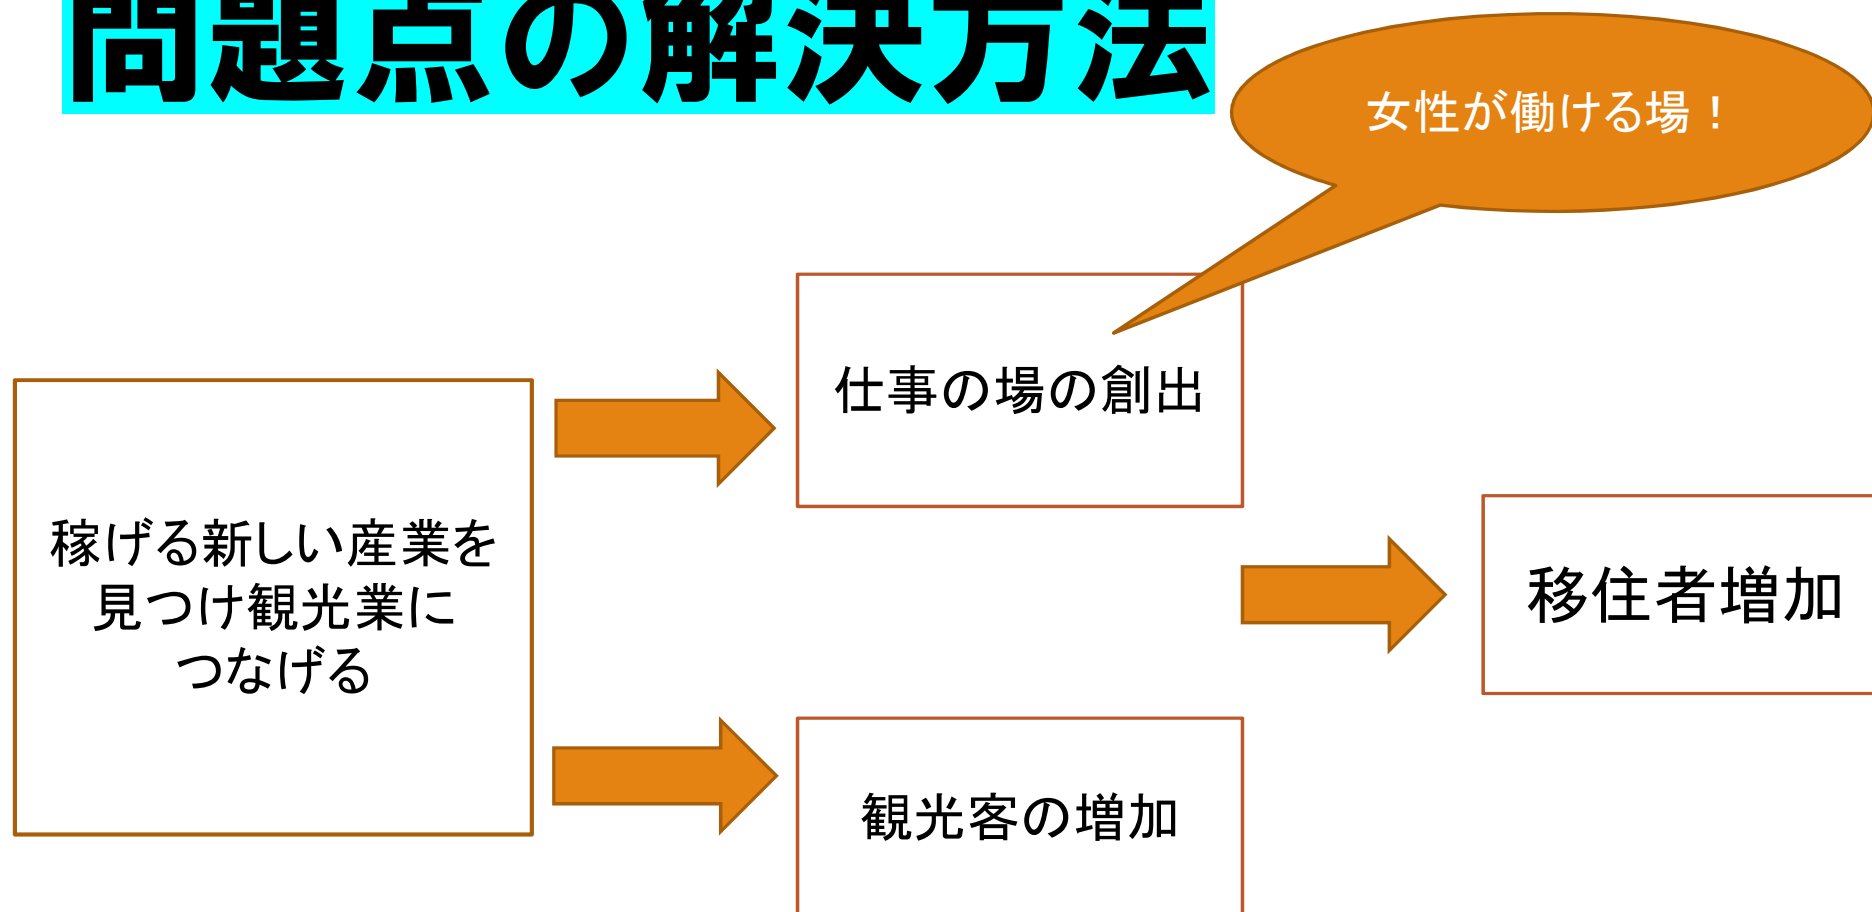 問題点の解決方法
女性が働ける場！
仕事の場の創出
稼げる新しい産業を
見つけ観光業に
つなげる
移住者増加
観光客の増加